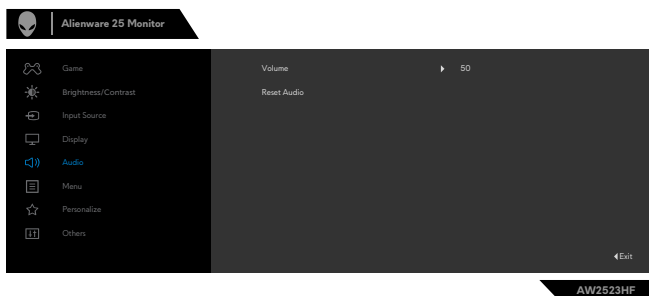 Alienware 25 Monitor
Game
Volume
50
Brightness/Contrast
Reset Audio
Input Source
Display
Audio
Menu
Personalize
Others
Exit
AW2523HF